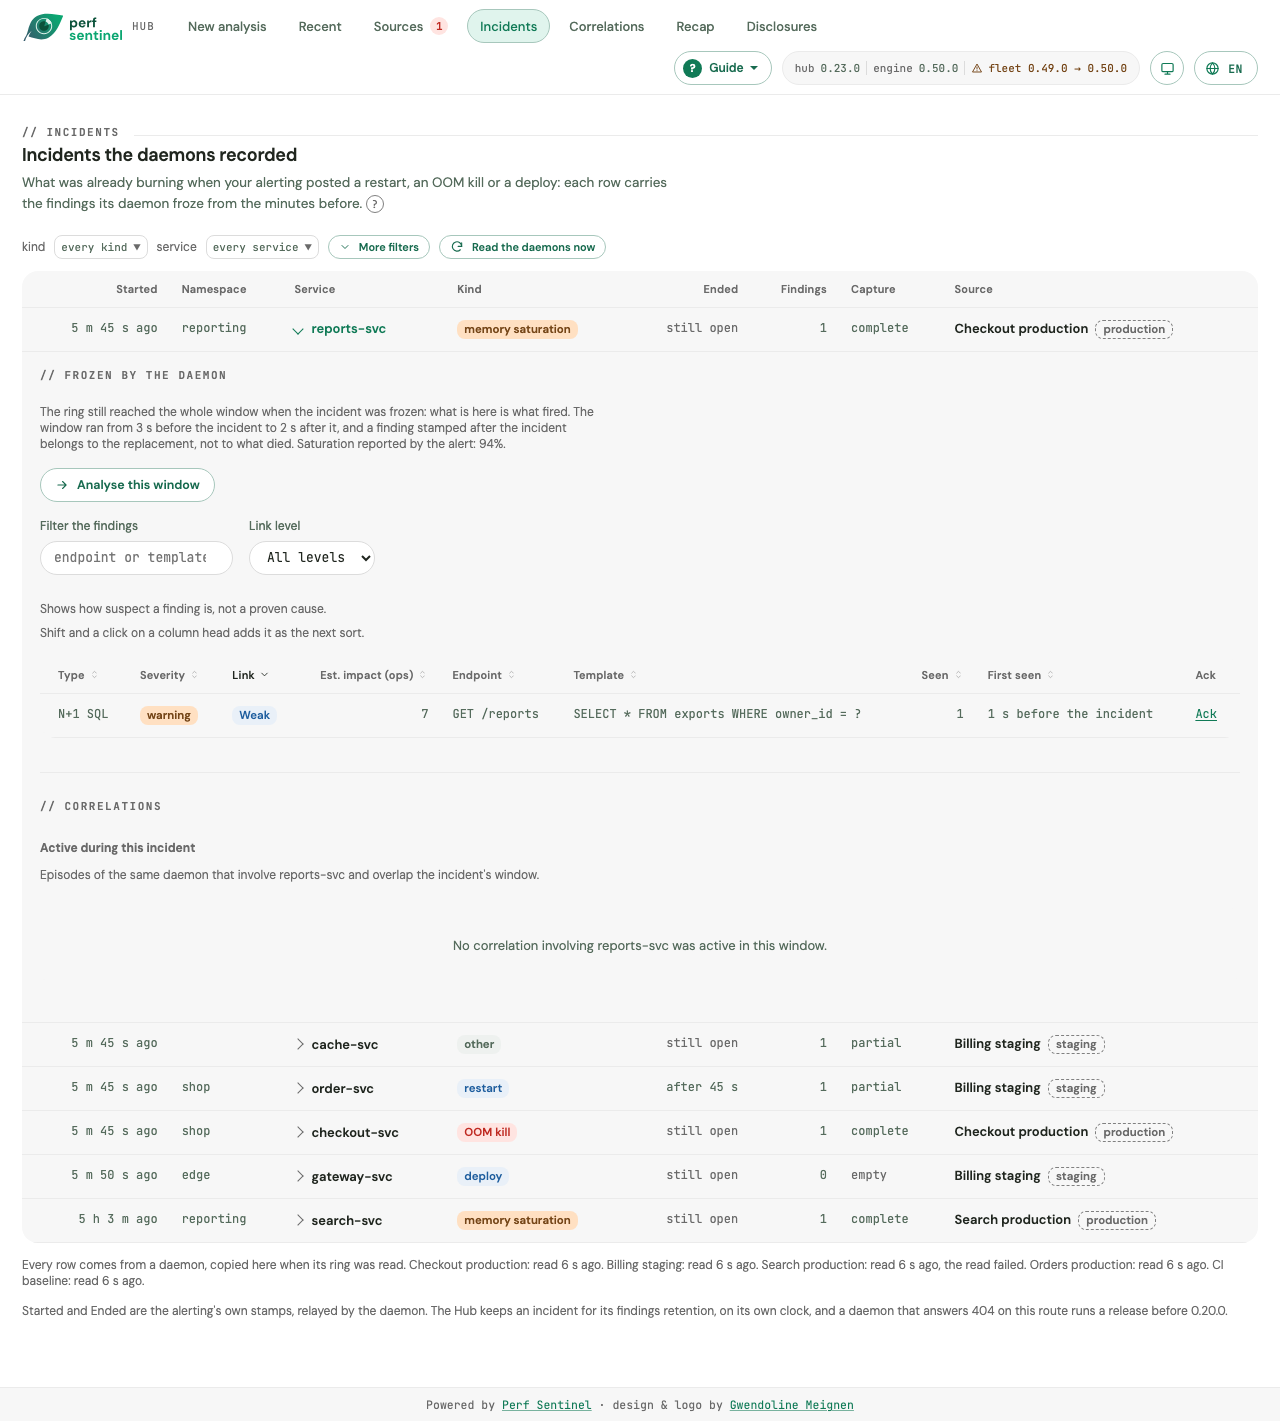 perf sentinel HUB New analysis Recent Sources 1 Incidents Correlations Recap Disclosures
? Guide hub 0.23.0 engine 0.50.0 fleet 0.49.0 → 0.50.0 EN
// INCIDENTS
Incidents the daemons recorded
What was already burning when your alerting posted a restart, an OOM kill or a deploy: each row carries
the findings its daemon froze from the minutes before. ?
kind every kind ▼ service every service ▼ More filters Read the daemons now
Started Namespace Service Kind Ended Findings Capture Source
5 m 45 s ago reporting reports-svc memory saturation still open 1 complete Checkout production production
// FROZEN BY THE DAEMON
The ring still reached the whole window when the incident was frozen: what is here is what fired. The
window ran from 3 s before the incident to 2 s after it, and a finding stamped after the incident
belongs to the replacement, not to what died. Saturation reported by the alert: 94%.
→ Analyse this window
Filter the findings Link level
endpoint or template All levels
Shows how suspect a finding is, not a proven cause.
Shift and a click on a column head adds it as the next sort.
Type Severity Link Est. impact (ops) Endpoint Template Seen First seen Ack
N+1 SQL warning Weak 7 GET /reports SELECT * FROM exports WHERE owner_id = ? 1 1 s before the incident Ack
// CORRELATIONS
Active during this incident
Episodes of the same daemon that involve reports-svc and overlap the incident's window.
No correlation involving reports-svc was active in this window.
5 m 45 s ago cache-svc other still open 1 partial Billing staging staging
5 m 45 s ago shop order-svc restart after 45 s 1 partial Billing staging staging
5 m 45 s ago shop checkout-svc OOM kill still open 1 complete Checkout production production
5 m 50 s ago edge gateway-svc deploy still open 0 empty Billing staging staging
5 h 3 m ago reporting search-svc memory saturation still open 1 complete Search production production
Every row comes from a daemon, copied here when its ring was read. Checkout production: read 6 s ago. Billing staging: read 6 s ago. Search production: read 6 s ago, the read failed. Orders production: read 6 s ago. CI
baseline: read 6 s ago.
Started and Ended are the alerting's own stamps, relayed by the daemon. The Hub keeps an incident for its findings retention, on its own clock, and a daemon that answers 404 on this route runs a release before 0.20.0.
Powered by Perf Sentinel · design & logo by Gwendoline Meignen